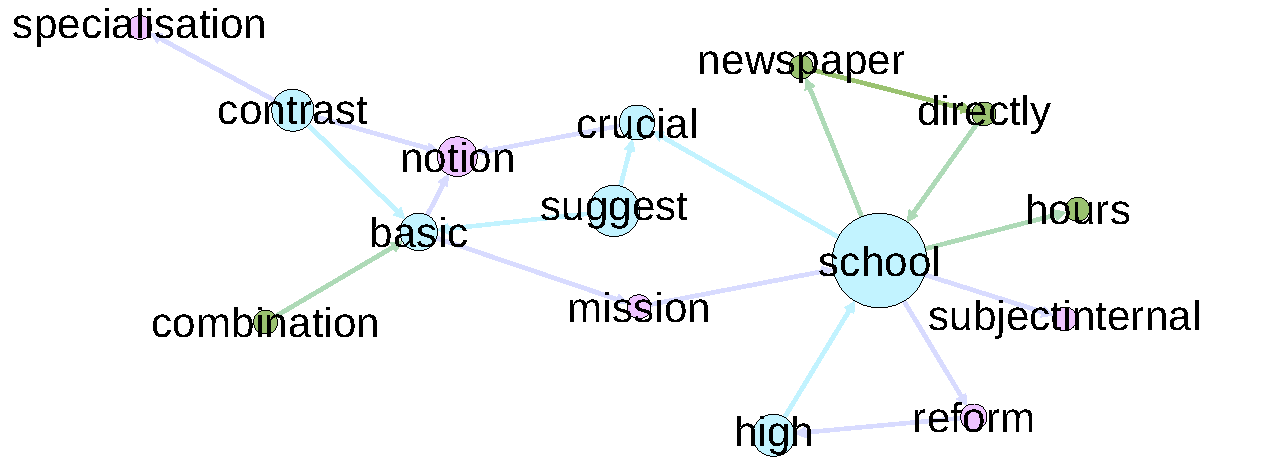 specialisation
newspaper
contrast
directly
crucial
notion
suggest
hours
basic
school
mission
subjectinternal
combination
reform
high